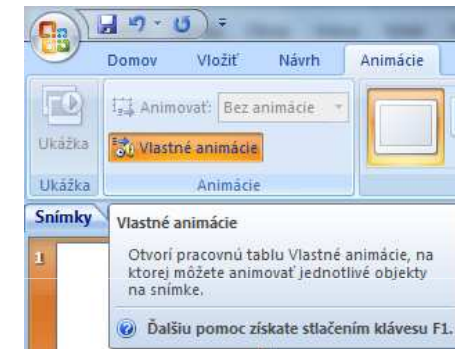 Domov Vložiť Návrh Animácie
Animovať: Bez animácie
Ukážka
Vlastné animácie
Ukážka Animácie
Snímky
Vlastné animácie
1
Otvorí pracovnú tablu Vlastné animácie, na
ktorej môžete animovať jednotlivé objekty
na snímke.
Ďalšiu pomoc získate stlačením klávesu F1.